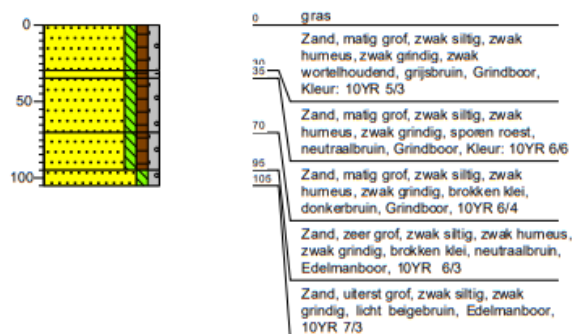 0
50
100
0 gras
Zand, matig grof, zwak siltig, zwak
humeus, zwak grindig, zwak
wortelhoudend, grijsbruin, Grindboor,
Kleur: 10YR 5/3
30
35
Zand, matig grof, zwak siltig, zwak
humeus, zwak grindig, sporen roest,
neutraalbruin, Grindboor, Kleur: 10YR 6/6
70
Zand, matig grof, zwak siltig, zwak
humeus, zwak grindig, brokken klei,
donkerbruin, Grindboor, 10YR 6/4
95
105
Zand, zeer grof, zwak siltig, zwak humeus,
zwak grindig, brokken klei, neutraalbruin,
Edelmanboor, 10YR 6/3
Zand, uiterst grof, zwak siltig, zwak
grindig, licht beigebruin, Edelmanboor,
10YR 7/3